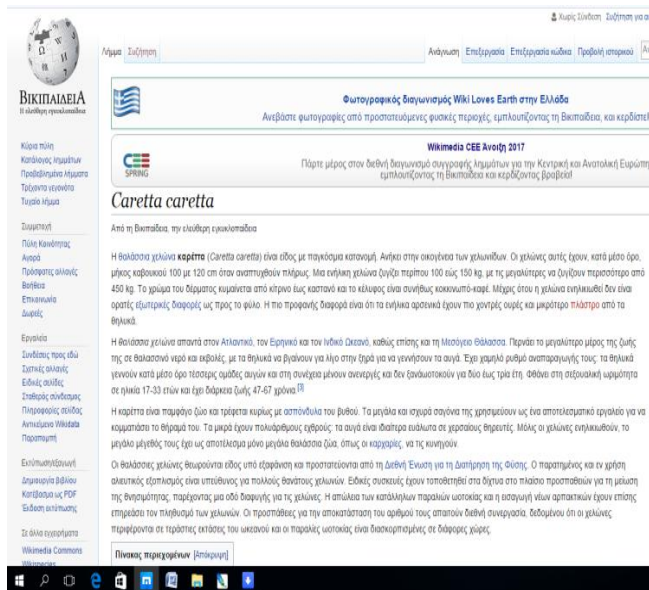 Χωρίς Σύνδεση Συζήτηση για α
Λήμμα Συζήτηση
Ανάγνωση Επεξεργασία Επεξεργασία κώδικα Προβολή ιστορικού
ΒΙΚΙΠΑΙΔΕΙΑ
Η ελεύθερη εγκυκλοπαίδεια
Φωτογραφικός διαγωνισμός Wiki Loves Earth στην Ελλάδα
Ανεβάστε φωτογραφίες από προστατευόμενες φυσικές περιοχές, εμπλουτίζοντας τη Βικιπαίδεια, και κερδίστε!
CEE
SPRING
Wikimedia CEE Άνοιξη 2017
Πάρτε μέρος στον διεθνή διαγωνισμό συγγραφής λημμάτων για την Κεντρική και Ανατολική Ευρώπη
εμπλουτίζοντας τη Βικιπαίδεια και κερδίζοντας βραβεία!
Κύρια πύλη
Κατάλογος λημμάτων
Προβεβλημένα λήμματα
Τρέχοντα γεγονότα
Τυχαίο λήμμα
Συμμετοχή
Πύλη Κοινότητας
Αγορά
Πρόσφατες αλλαγές
Βοήθεια
Επικοινωνία
Δωρεές
Εργαλεία
Συνδέσεις προς εδώ
Σχετικές αλλαγές
Ειδικές σελίδες
Σταθερός σύνδεσμος
Πληροφορίες σελίδας
Αντικείμενο Wikidata
Παραπομπή
Εκτύπωση/εξαγωγή
Δημιουργία βιβλίου
Κατέβασμα ως PDF
Έκδοση εκτύπωσης
Σε άλλα εγχειρήματα
Wikimedia Commons
Wikispecies
Caretta caretta
Από τη Βικιπαίδεια, την ελεύθερη εγκυκλοπαίδεια
Η θαλάσσια χελώνα καρέττα (Caretta caretta) είναι είδος με παγκόσμια κατανομή. Ανήκει στην οικογένεια των χελωνιδών. Οι χελώνες αυτές έχουν, κατά μέσο όρο,
μήκος καβουκιού 100 με 120 cm όταν αναπτυχθούν πλήρως. Μια ενήλικη χελώνα ζυγίζει περίπου 100 εώς 150 kg, με τις μεγαλύτερες να ζυγίζουν περισσότερο από
450 kg. Το χρώμα του δέρματος κυμαίνεται από κίτρινο έως καστανό και το κέλυφος είναι συνήθως κοκκινωπό-καφέ. Μέχρις ότου η χελώνα ενηλικιωθεί δεν είναι
ορατές εξωτερικές διαφορές ως προς το φύλο. Η πιο προφανής διαφορά είναι ότι τα ενήλικα αρσενικά έχουν πιο χοντρές ουρές και μικρότερο πλάστρο από τα
θηλυκά.
Η θαλάσσια χελώνα απαντά στον Ατλαντικό, τον Ειρηνικό και τον Ινδικό Ωκεανό, καθώς επίσης και τη Μεσόγειο Θάλασσα. Περνάει το μεγαλύτερο μέρος της ζωής
της σε θαλασσινό νερό και εκβολές, με τα θηλυκά να βγαίνουν για λίγο στην ξηρά για να γεννήσουν τα αυγά. Έχει χαμηλό ρυθμό αναπαραγωγής τους: τα θηλυκά
γεννούν κατά μέσο όρο τέσσερις ομάδες αυγών και στη συνέχεια μένουν ανενεργές και δεν ξαναωοτοκούν για δύο έως τρία έτη. Φθάνει στη σεξουαλική ωριμότητα
σε ηλικία 17-33 ετών και έχει διάρκεια ζωής 47-67 χρόνια.[3]
Η καρέττα είναι παμφάγο ζώο και τρέφεται κυρίως με ασπόνδυλα του βυθού. Τα μεγάλα και ισχυρά σαγόνια της χρησιμεύουν ως ένα αποτελεσματικό εργαλείο για να
κομματιάσει το θήραμά του. Τα μικρά έχουν πολυάριθμους εχθρούς: τα αυγά είναι ιδιαίτερα ευάλωτα σε χερσαίους θηρευτές. Μόλις οι χελώνες ενηλικιωθούν, το
μεγάλο μέγεθός τους έχει ως αποτέλεσμα μόνο μεγάλα θαλάσσια ζώα, όπως οι καρχαρίες, να τις κυνηγούν.
Οι θαλάσσιες χελώνες θεωρούνται είδος υπό εξαφάνιση και προστατεύονται από τη Διεθνή Ένωση για τη Διατήρηση της Φύσης. Ο παρατημένος και εν χρήση
αλιευτικός εξοπλισμός είναι υπεύθυνος για πολλούς θανάτους χελωνών. Ειδικές συσκευές έχουν τοποθετηθεί στα δίχτυα στο πλαίσιο προσπαθειών για τη μείωση
της θνησιμότητας, παρέχοντας μια οδό διαφυγής για τις χελώνες. Η απώλεια των κατάλληλων παραλιών ωοτοκίας και η εισαγωγή νέων αρπακτικών έχουν επίσης
επηρεάσει τον πληθυσμό των χελωνών. Οι προσπάθειες για την αποκατάσταση του αριθμού τους απαιτούν διεθνή συνεργασία, δεδομένου ότι οι χελώνες
περιφέρονται σε τεράστιες εκτάσεις του ωκεανού και οι παραλίες ωοτοκίας είναι διασκορπισμένες σε διάφορες χώρες.
Πίνακας περιεχομένων [Απόκρυψη]